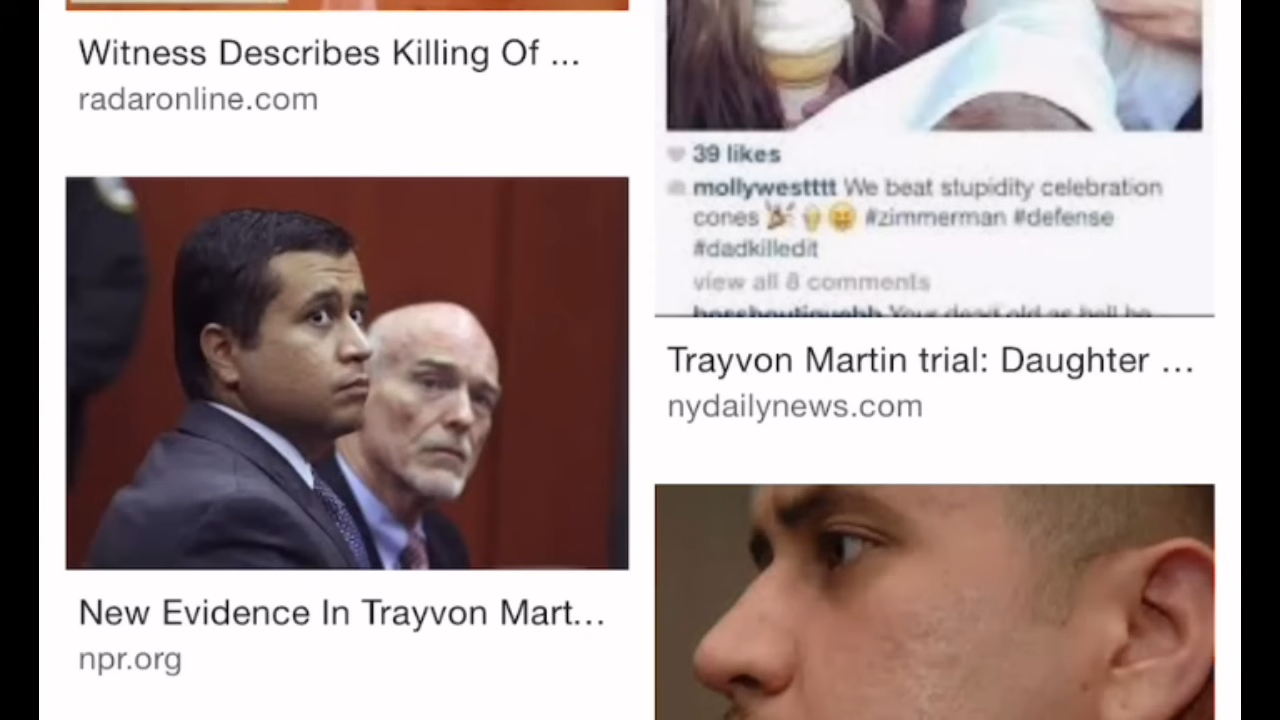 Witness Describes Killing Of ...
radaronline.com
39 likes
mollywestttt We beat stupidity celebration
cones 🎉🍦😛 #zimmerman #defense
#dadkilledit
view all 8 comments
Trayvon Martin trial: Daughter ...
nydailynews.com
New Evidence In Trayvon Mart...
npr.org